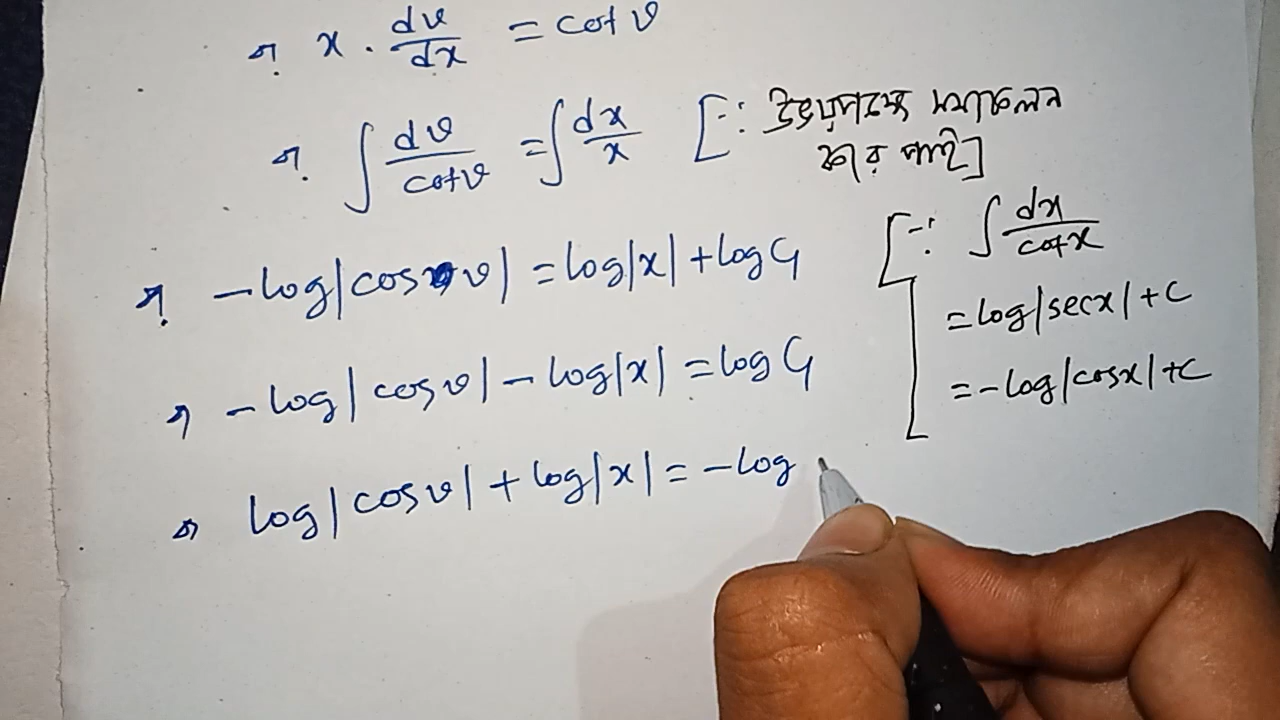 বা, x · dv/dx = cot v
বা, ∫ dv/cot v = ∫ dx/x [∵ উভয়পক্ষে সমাকলন করে পাই]
বা, -log|cos v| = log|x| + log C₁
[∵ ∫ dx/cot x
= log|sec x| + c
= -log|cos x| + c
বা, -log|cos v| - log|x| = log C₁
বা, log|cos v| + log|x| = -log